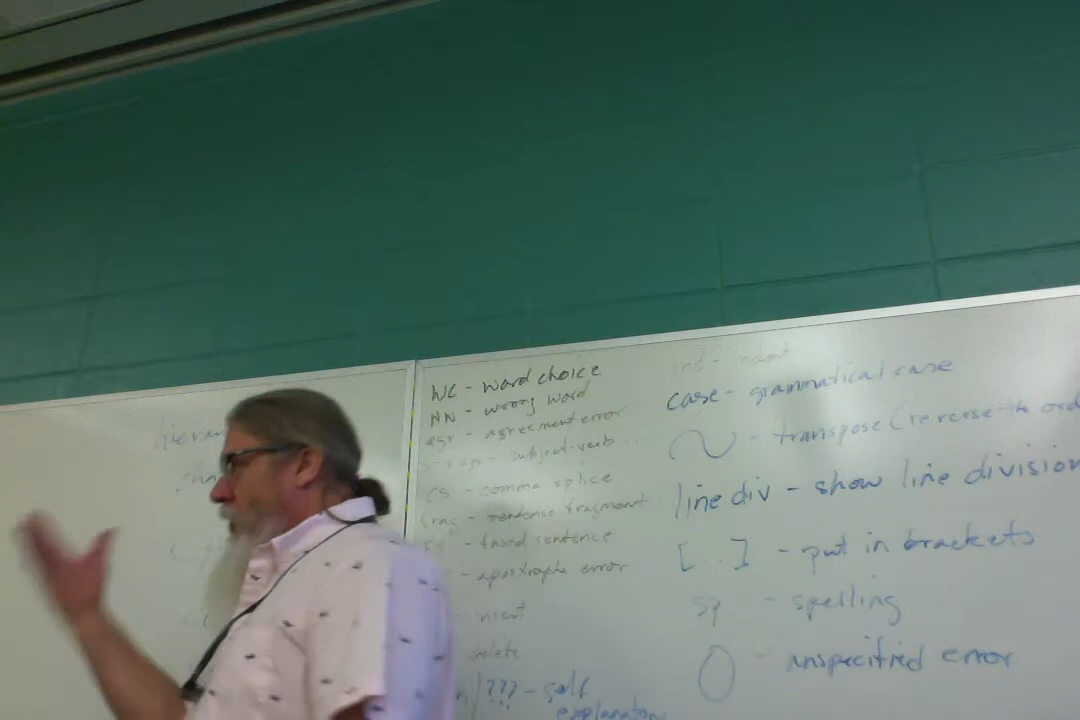 WC - word choice
WW - wrong word
agr - agreement error
subject-verb...
CS - comma splice
frag - sentence fragment
- fused sentence
- apostrophe error
insert
delete
/??? - self
explanatory
case - grammatical case
- transpose (reverse the ord
line div - show line division
[ . ] - put in brackets
sp - spelling
- unspecified error